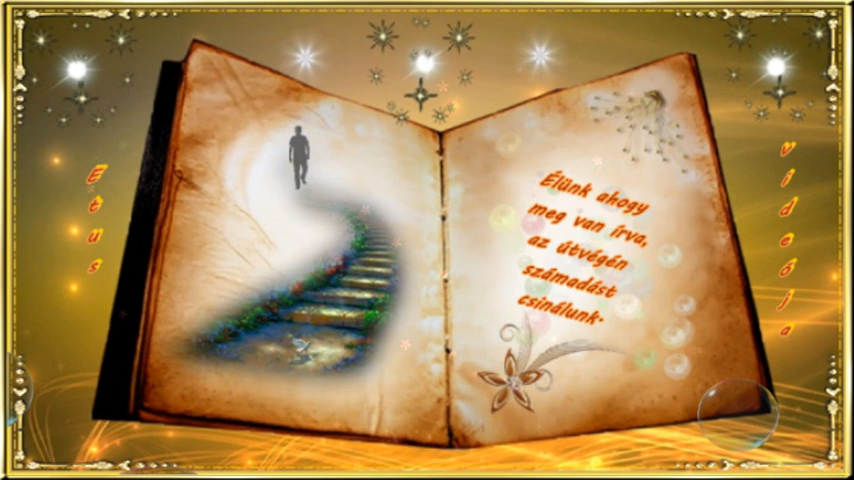 Etus
Élünk ahogy
meg van írva,
az útvégén
számadást
csinálunk.
videója